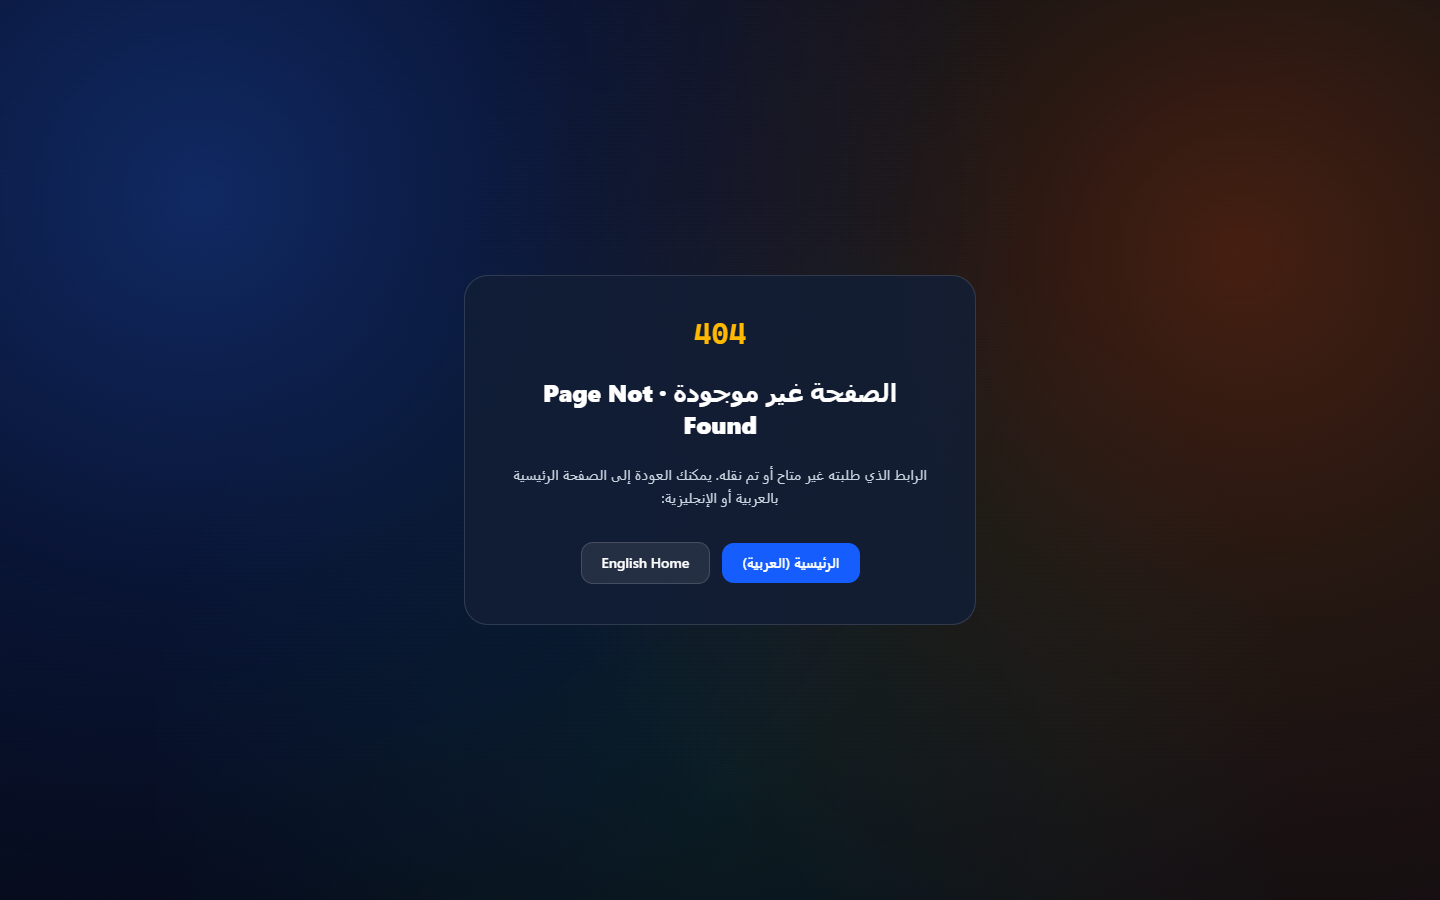 404
الصفحة غير موجودة · Page Not
Found
الرابط الذي طلبته غير متاح أو تم نقله. يمكنك العودة إلى الصفحة الرئيسية
بالعربية أو الإنجليزية:
الرئيسية (العربية)
English Home